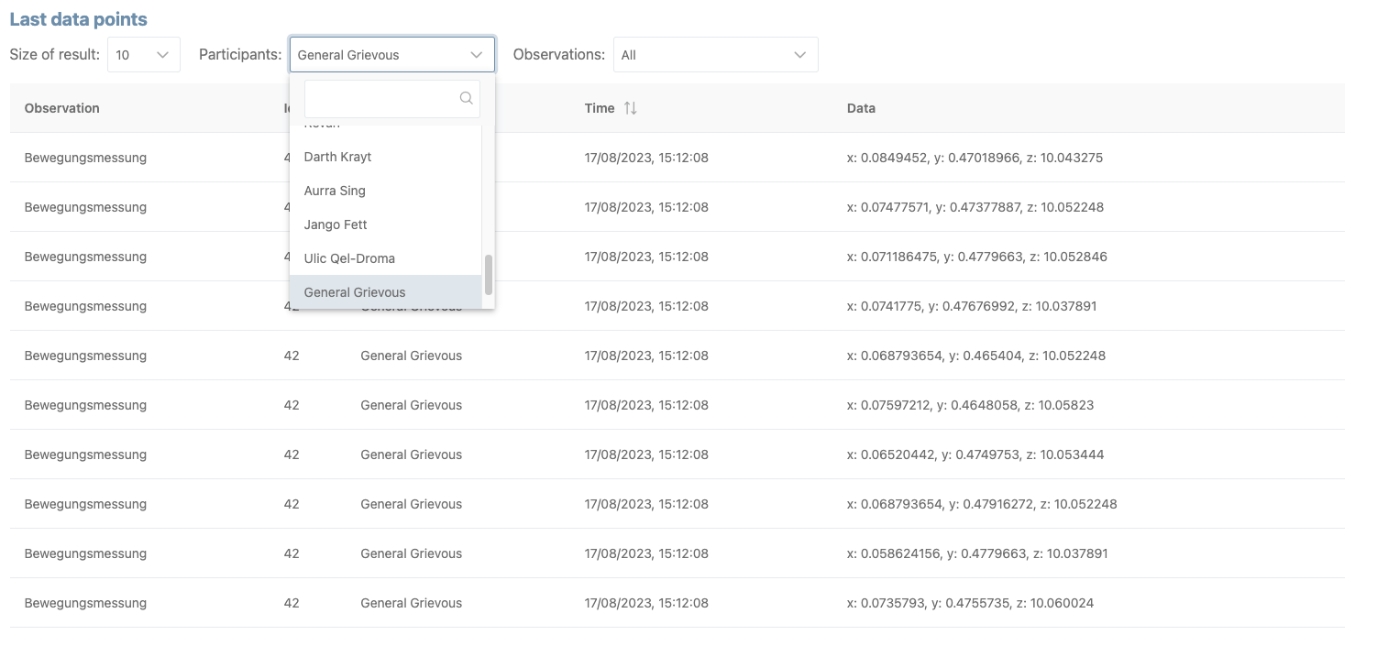 Last data points
Size of result: 10 Participants: General Grievous Observations: All
Observation Time Data
Bewegungsmessung 17/08/2023, 15:12:08 x: 0.0849452, y: 0.47018966, z: 10.043275
Darth Krayt
Bewegungsmessung 17/08/2023, 15:12:08 x: 0.07477571, y: 0.47377887, z: 10.052248
Aurra Sing
Jango Fett
Bewegungsmessung 17/08/2023, 15:12:08 x: 0.071186475, y: 0.4779663, z: 10.052846
Ulic Qel-Droma
General Grievous
Bewegungsmessung 42 General Grievous 17/08/2023, 15:12:08 x: 0.0741775, y: 0.47676992, z: 10.037891
Bewegungsmessung 42 General Grievous 17/08/2023, 15:12:08 x: 0.068793654, y: 0.465404, z: 10.052248
Bewegungsmessung 42 General Grievous 17/08/2023, 15:12:08 x: 0.07597212, y: 0.4648058, z: 10.05823
Bewegungsmessung 42 General Grievous 17/08/2023, 15:12:08 x: 0.06520442, y: 0.4749753, z: 10.053444
Bewegungsmessung 42 General Grievous 17/08/2023, 15:12:08 x: 0.068793654, y: 0.47916272, z: 10.052248
Bewegungsmessung 42 General Grievous 17/08/2023, 15:12:08 x: 0.058624156, y: 0.4779663, z: 10.037891
Bewegungsmessung 42 General Grievous 17/08/2023, 15:12:08 x: 0.0735793, y: 0.4755735, z: 10.060024